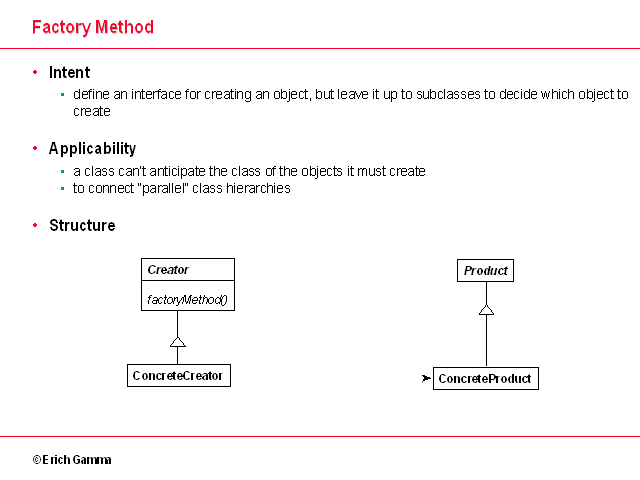 Factory Method
• Intent
• define an interface for creating an object, but leave it up to subclasses to decide which object to
create
• Applicability
• a class can't anticipate the class of the objects it must create
• to connect "parallel" class hierarchies
• Structure
Creator
Product
factoryMethod()
ConcreteCreator
ConcreteProduct
© Erich Gamma